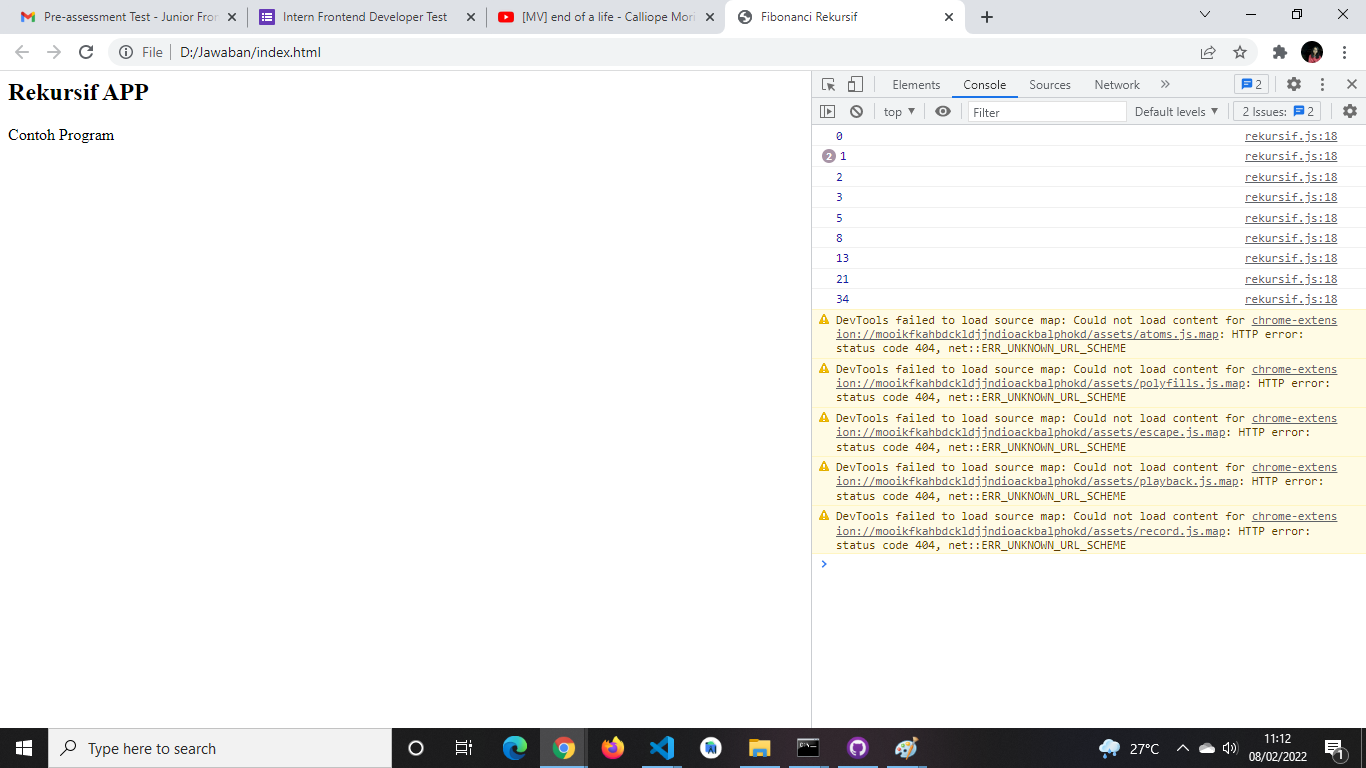 Pre-assessment Test - Junior Fron
Intern Frontend Developer Test
[MV] end of a life - Calliope Mori
Fibonanci Rekursif
File
D:/Jawaban/index.html
Rekursif APP
Contoh Program
Elements
Console
Sources
Network
2
top
Filter
Default levels
2 Issues:
2
0 rekursif.js:18
2 1 rekursif.js:18
2 rekursif.js:18
3 rekursif.js:18
5 rekursif.js:18
8 rekursif.js:18
13 rekursif.js:18
21 rekursif.js:18
34 rekursif.js:18
DevTools failed to load source map: Could not load content for chrome-extens
ion://mooikfkahbdckldjjndioackbalphokd/assets/atoms.js.map: HTTP error:
status code 404, net::ERR_UNKNOWN_URL_SCHEME
DevTools failed to load source map: Could not load content for chrome-extens
ion://mooikfkahbdckldjjndioackbalphokd/assets/polyfills.js.map: HTTP error:
status code 404, net::ERR_UNKNOWN_URL_SCHEME
DevTools failed to load source map: Could not load content for chrome-extens
ion://mooikfkahbdckldjjndioackbalphokd/assets/escape.js.map: HTTP error:
status code 404, net::ERR_UNKNOWN_URL_SCHEME
DevTools failed to load source map: Could not load content for chrome-extens
ion://mooikfkahbdckldjjndioackbalphokd/assets/playback.js.map: HTTP error:
status code 404, net::ERR_UNKNOWN_URL_SCHEME
DevTools failed to load source map: Could not load content for chrome-extens
ion://mooikfkahbdckldjjndioackbalphokd/assets/record.js.map: HTTP error:
status code 404, net::ERR_UNKNOWN_URL_SCHEME
Type here to search
27°C
11:12
08/02/2022
1